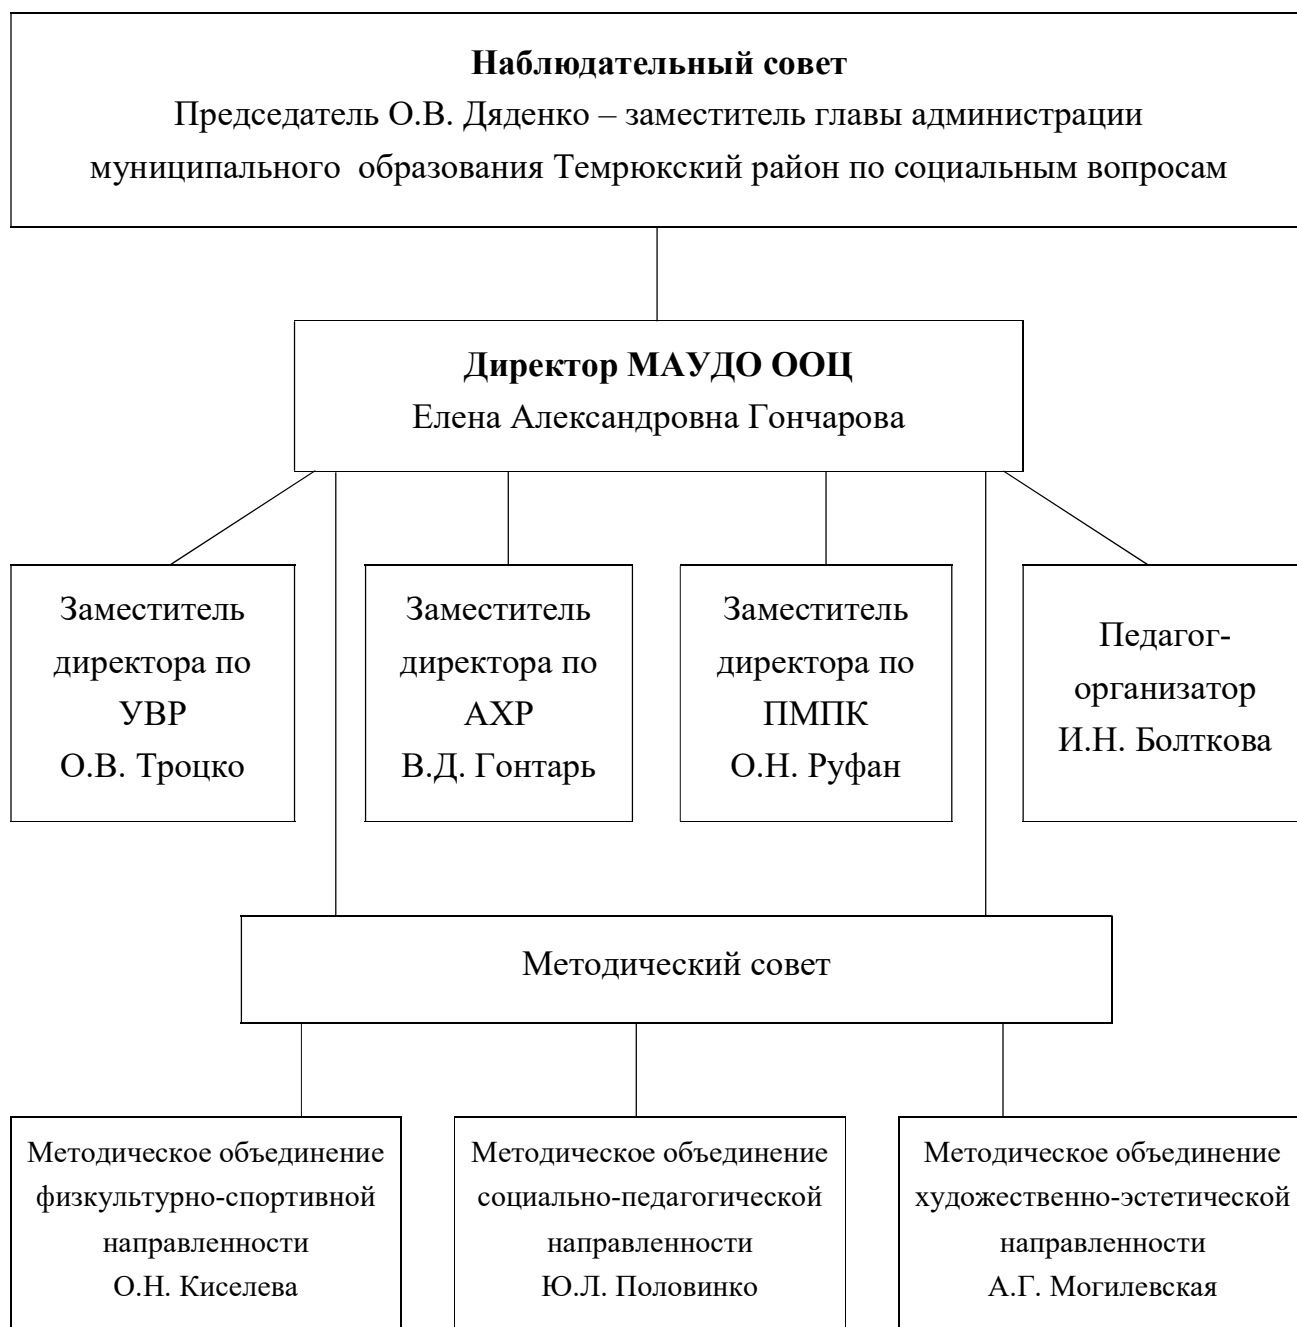 Наблюдательный совет
Председатель О.В. Дяденко – заместитель главы администрации
муниципального образования Темрюкский район по социальным вопросам
Директор МАУДО ООЦ
Елена Александровна Гончарова
Заместитель
директора по
УВР
О.В. Троцко
Заместитель
директора по
АХР
В.Д. Гонтарь
Заместитель
директора по
ПМПК
О.Н. Руфан
Педагог-
организатор
И.Н. Болткова
Методический совет
Методическое объединение
физкультурно-спортивной
направленности
О.Н. Киселева
Методическое объединение
социально-педагогической
направленности
Ю.Л. Половинко
Методическое объединение
художественно-эстетической
направленности
А.Г. Могилевская